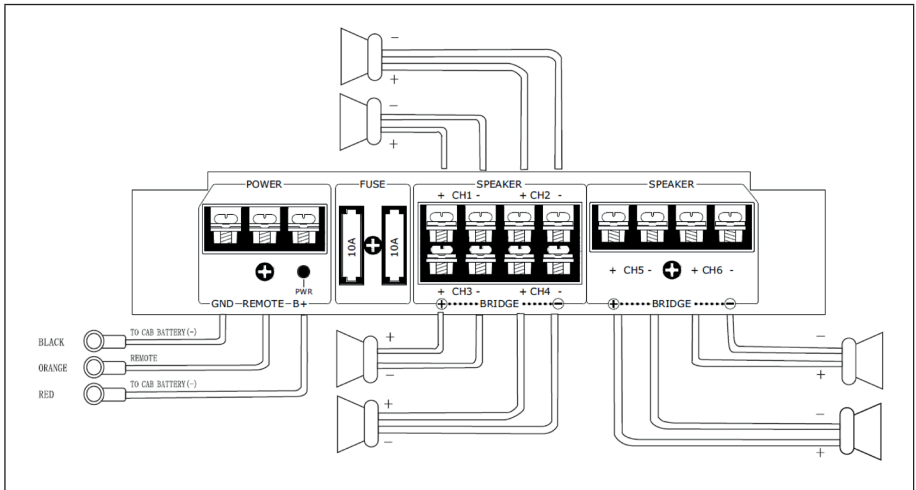 −
+
−
+
POWER FUSE SPEAKER SPEAKER
+ CH1 - + CH2 -
10A 10A
PWR
+ CH5 - + CH6 -
+ CH3 - + CH4 -
GND REMOTE B+
+ BRIDGE − + BRIDGE −
BLACK TO CAB BATTERY(-)
ORANGE REMOTE
RED TO CAB BATTERY(-)
+
−
+
−
−
+
−
+